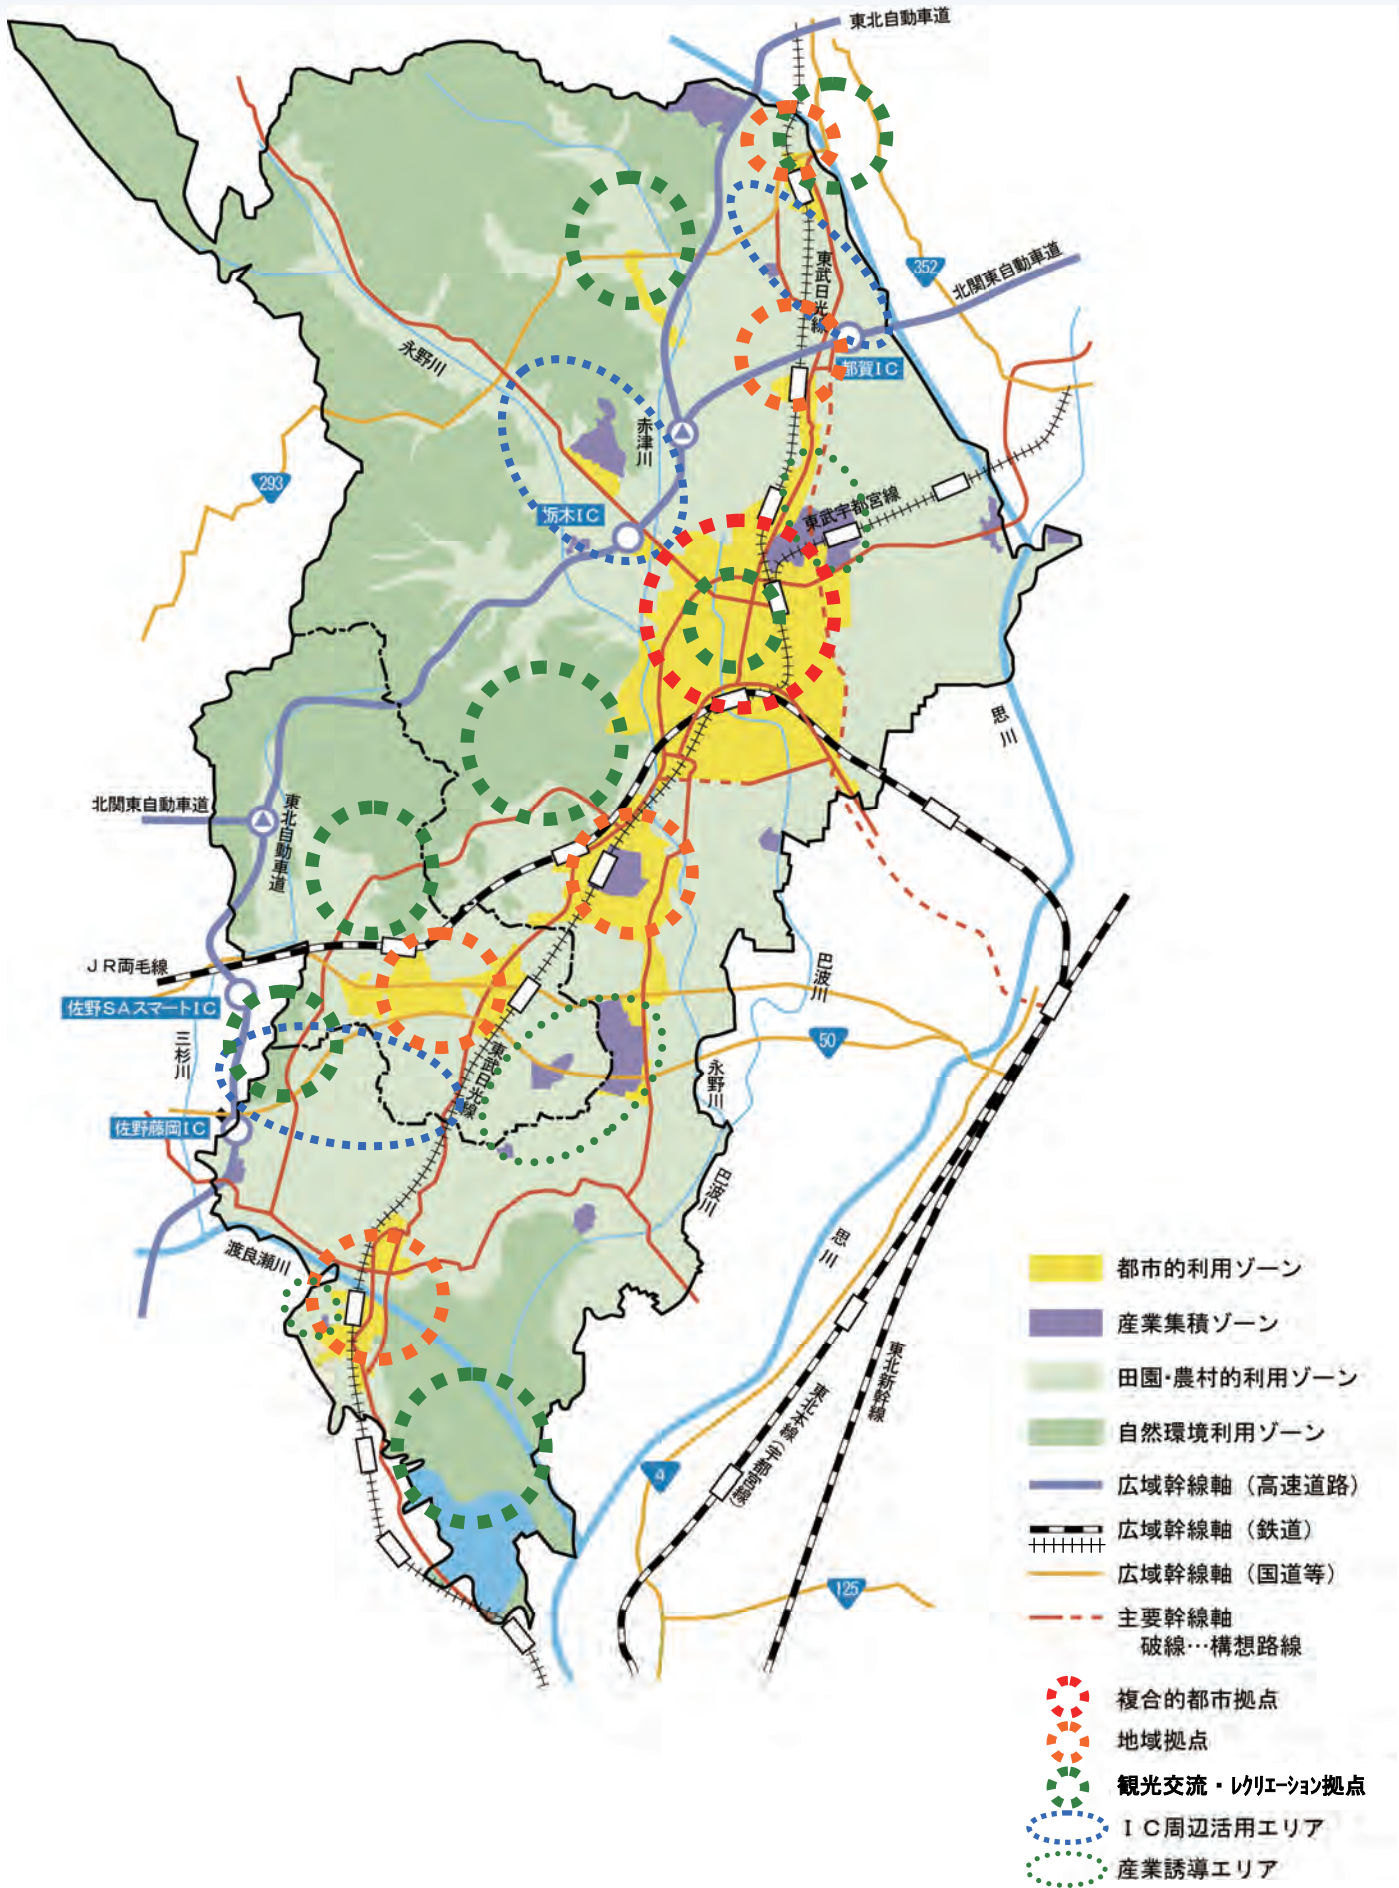 東北自動車道
352
北関東自動車道
東武日光線
永野川
都賀IC
赤津川
293
栃木IC
東武宇都宮線
思川
北関東自動車道
東北自動車道
JR両毛線
佐野SAスマートIC
三杉川
巴波川
50
東武日光線
永野川
佐野藤岡IC
巴波川
渡良瀬川
思川
東北新幹線
東北本線(宇都宮線)
4
125
都市的利用ゾーン
産業集積ゾーン
田園・農村的利用ゾーン
自然環境利用ゾーン
広域幹線軸(高速道路)
広域幹線軸(鉄道)
広域幹線軸(国道等)
主要幹線軸
破線…構想路線
複合的都市拠点
地域拠点
観光交流・レクリエーション拠点
IC周辺活用エリア
産業誘導エリア